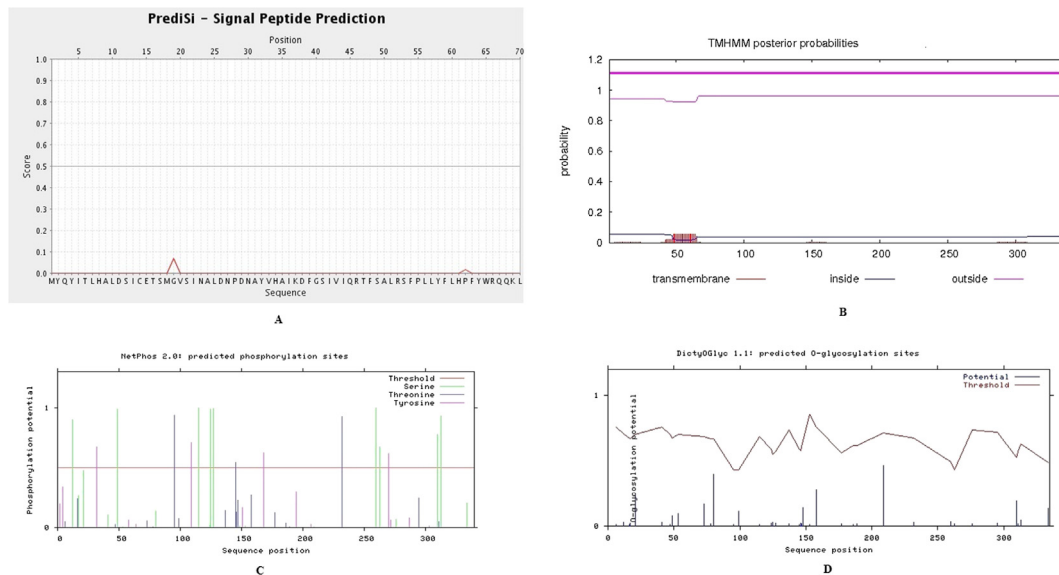 PrediSi - Signal Peptide Prediction
Position
5 10 15 20 25 30 35 40 45 50 55 60 65 70
Score
1.0
0.9
0.8
0.7
0.6
0.5
0.4
0.3
0.2
0.1
0.0
MYQYITLHALDSICETSMGVSINALDNPDNAYVHAIKDFGSIVIQRTFSALRSFPLLYFLHPFYWRQQKL
Sequence
A
TMHMM posterior probabilities
probability
1.2
1
0.8
0.6
0.4
0.2
0
50 100 150 200 250 300
transmembrane inside outside
B
NetPhos 2.0: predicted phosphorylation sites
Phosphorylation potential
1
0
Threshold
Serine
Threonine
Tyrosine
0 50 100 150 200 250 300
Sequence position
C
DictyOGlyc 1.1: predicted O-glycosylation sites
O-glycosylation potential
1
0
Potential
Threshold
0 50 100 150 200 250 300
Sequence position
D